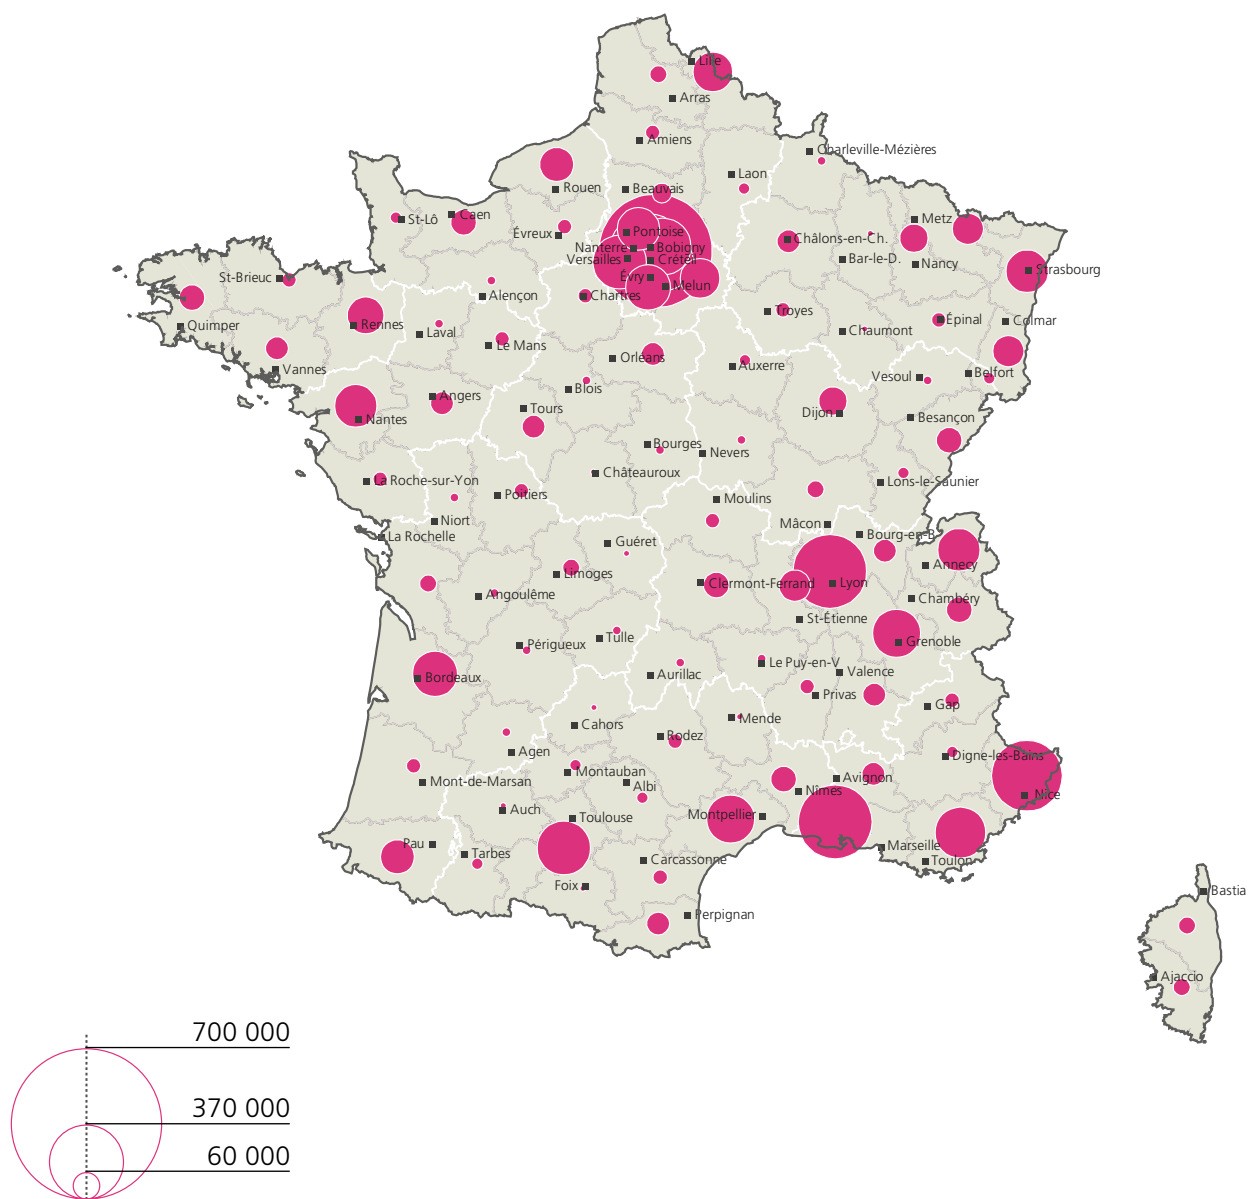 Lille
Arras
Amiens
Charleville-Mézières
Laon
Rouen
Beauvais
St-Lô
Caen
Metz
Évreux
Pontoise
Châlons-en-Ch.
Nanterre
Bobigny
Versailles
Créteil
Bar-le-D.
Nancy
Strasbourg
St-Brieuc
Évry
Melun
Alençon
Chartres
Troyes
Épinal
Colmar
Quimper
Rennes
Laval
Chaumont
Le Mans
Orléans
Auxerre
Vannes
Vesoul
Belfort
Blois
Angers
Tours
Dijon
Besançon
Nantes
Bourges
Nevers
Châteauroux
La Roche-sur-Yon
Lons-le-Saunier
Poitiers
Moulins
Niort
Mâcon
La Rochelle
Bourg-en-B
Guéret
Annecy
Limoges
Clermont-Ferrand
Lyon
Angoulême
Chambéry
St-Étienne
Périgueux
Tulle
Grenoble
Le Puy-en-V
Bordeaux
Aurillac
Valence
Privas
Gap
Cahors
Mende
Rodez
Agen
Digne-les-Bains
Montauban
Avignon
Mont-de-Marsan
Albi
Nîmes
Nice
Auch
Toulouse
Montpellier
Pau
Marseille
Tarbes
Carcassonne
Toulon
Foix
Bastia
Perpignan
Ajaccio
700 000
370 000
60 000